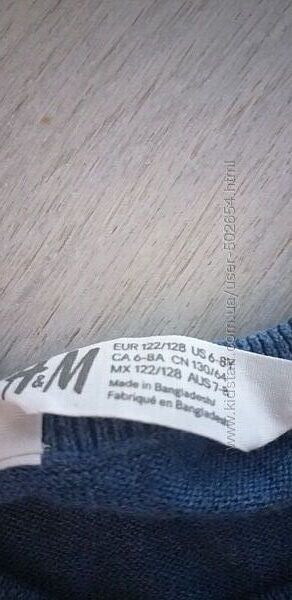 H&M
EUR 122/128 US 6-8Y
CA 6-8A CN 130/64
MX 122/128 AUS 7-8
Made in Bangladesh/
Fabriqué en Bangladesh
www.kidstaff.com.ua/user-502654.html